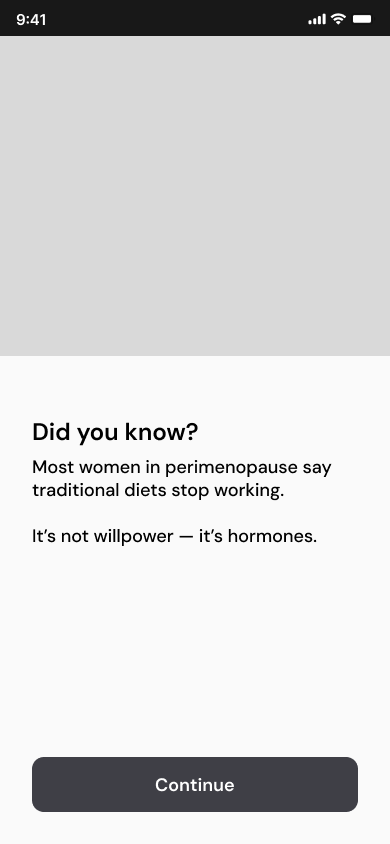 9:41
Did you know?
Most women in perimenopause say
traditional diets stop working.
It’s not willpower — it’s hormones.
Continue